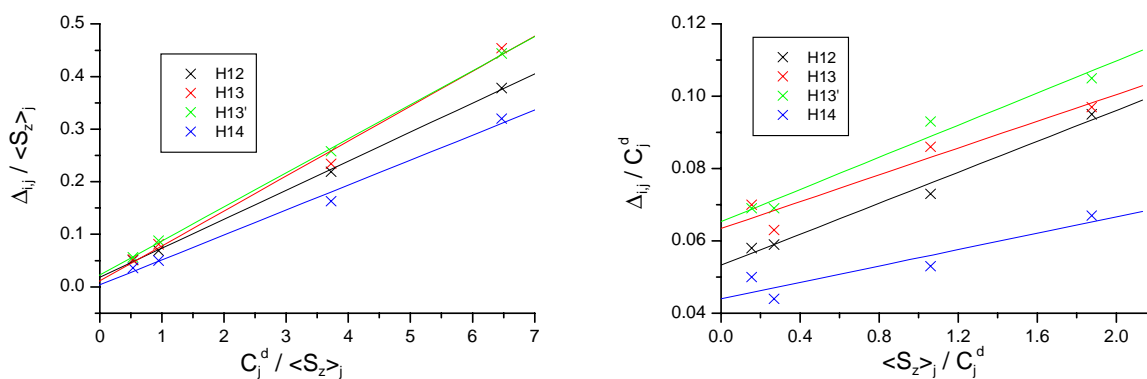 0.5
0.4
0.3
0.2
0.1
0.0
Δi,j / <Sz>j
H12
H13
H13'
H14
0 1 2 3 4 5 6 7
Cjd / <Sz>j
0.12
0.10
0.08
0.06
0.04
Δi,j / Cjd
H12
H13
H13'
H14
0.0 0.4 0.8 1.2 1.6 2.0
<Sz>j / Cjd